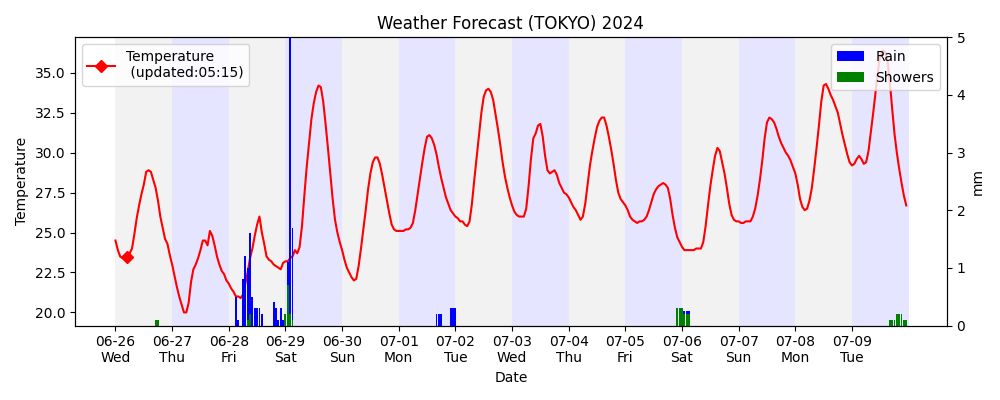 Weather Forecast (TOKYO) 2024
Temperature
(updated:05:15)
Rain
Showers
35.0
32.5
30.0
27.5
25.0
22.5
20.0
Temperature
5
4
3
2
1
0
mm
06-26 06-27 06-28 06-29 06-30 07-01 07-02 07-03 07-04 07-05 07-06 07-07 07-08 07-09
Wed Thu Fri Sat Sun Mon Tue Wed Thu Fri Sat Sun Mon Tue
Date